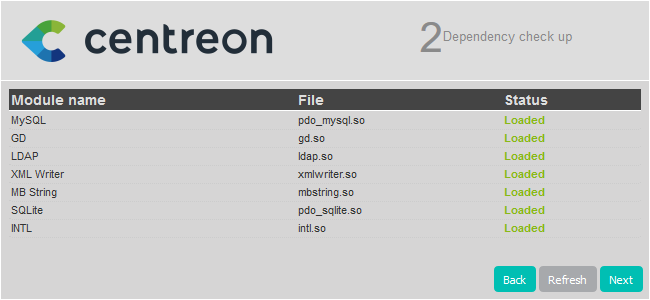 centreon
2 Dependency check up
Module name File Status
MySQL pdo_mysql.so Loaded
GD gd.so Loaded
LDAP ldap.so Loaded
XML Writer xmlwriter.so Loaded
MB String mbstring.so Loaded
SQLite pdo_sqlite.so Loaded
INTL intl.so Loaded
Back Refresh Next